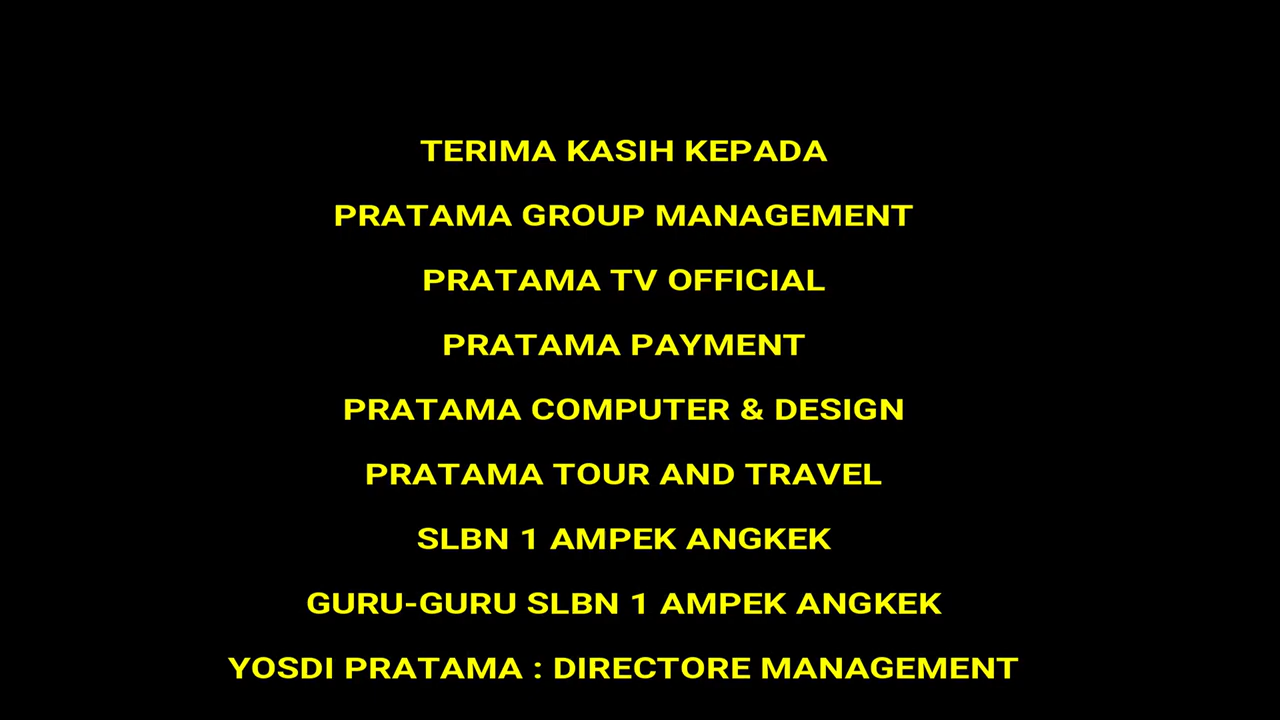 TERIMA KASIH KEPADA
PRATAMA GROUP MANAGEMENT
PRATAMA TV OFFICIAL
PRATAMA PAYMENT
PRATAMA COMPUTER & DESIGN
PRATAMA TOUR AND TRAVEL
SLBN 1 AMPEK ANGKEK
GURU-GURU SLBN 1 AMPEK ANGKEK
YOSDI PRATAMA : DIRECTORE MANAGEMENT